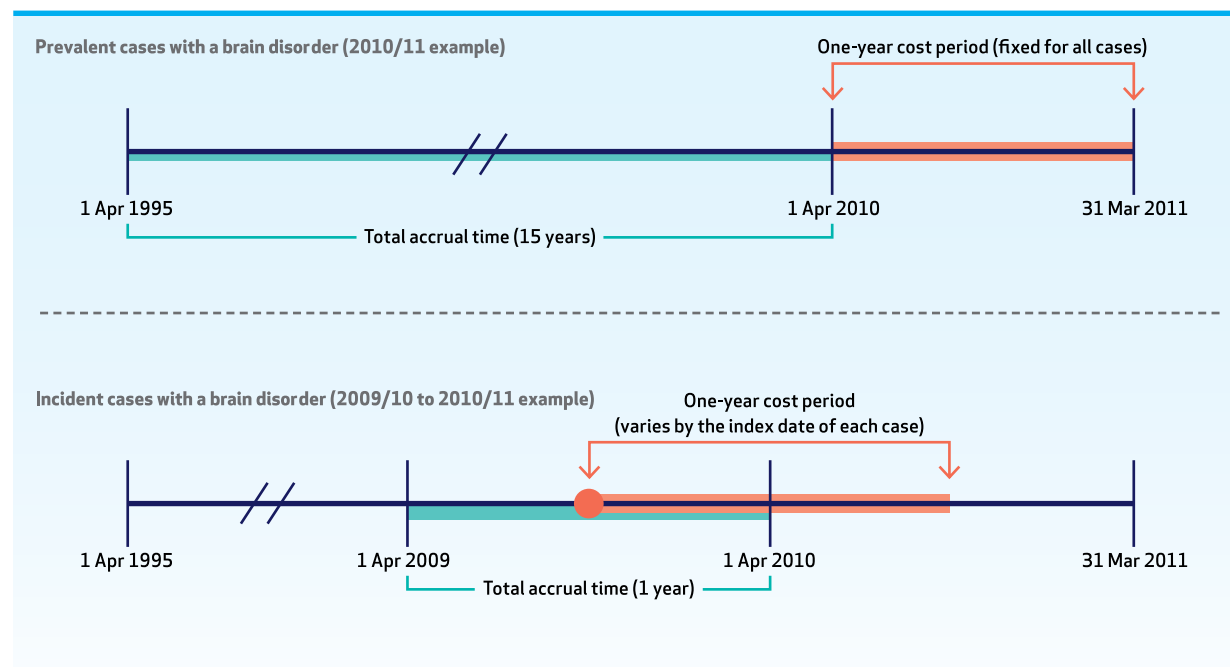 Prevalent cases with a brain disorder (2010/11 example)
One-year cost period (fixed for all cases)
1 Apr 1995
1 Apr 2010
31 Mar 2011
Total accrual time (15 years)
Incident cases with a brain disorder (2009/10 to 2010/11 example)
One-year cost period
(varies by the index date of each case)
1 Apr 1995
1 Apr 2009
1 Apr 2010
31 Mar 2011
Total accrual time (1 year)